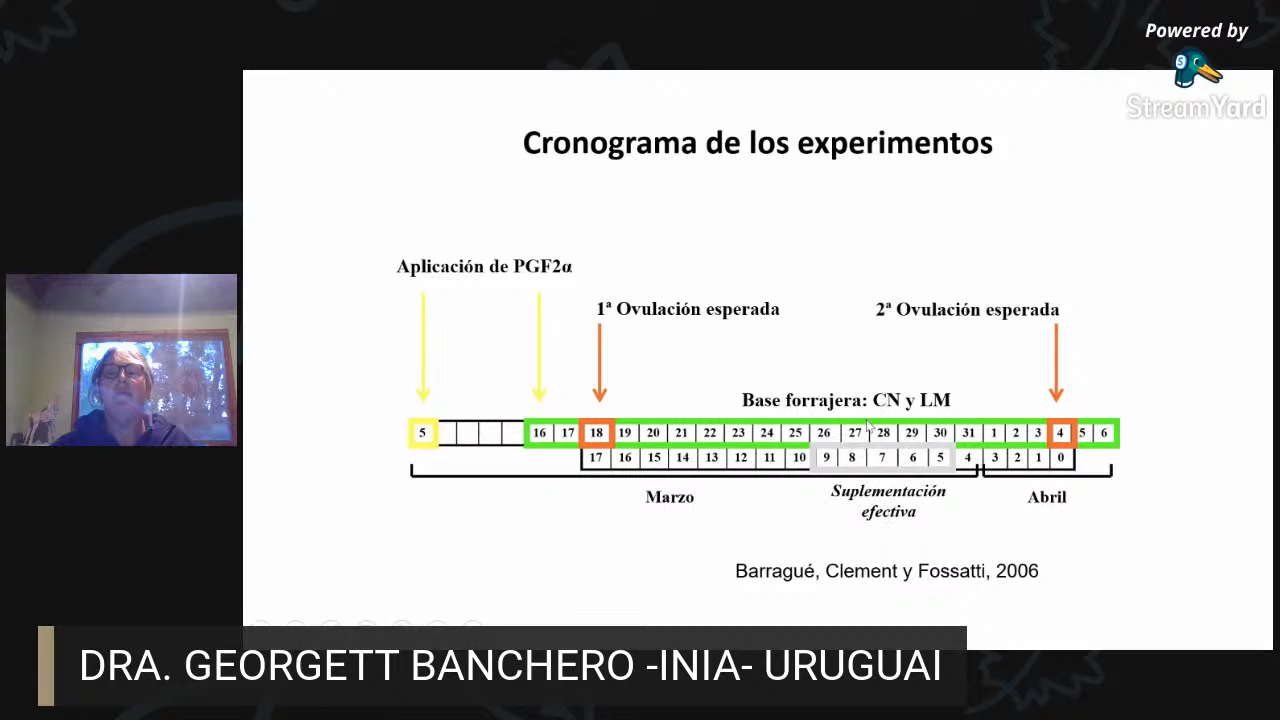 Powered by
StreamYard
Cronograma de los experimentos
Aplicación de PGF2α
1ª Ovulación esperada
2ª Ovulación esperada
Base forrajera: CN y LM
5 16 17 18 19 20 21 22 23 24 25 26 27 28 29 30 31 1 2 3 4 5 6
17 16 15 14 13 12 11 10 9 8 7 6 5 4 3 2 1 0
Marzo
Suplementación
efectiva
Abril
Barragué, Clement y Fossatti, 2006
DRA. GEORGETT BANCHERO -INIA- URUGUAI